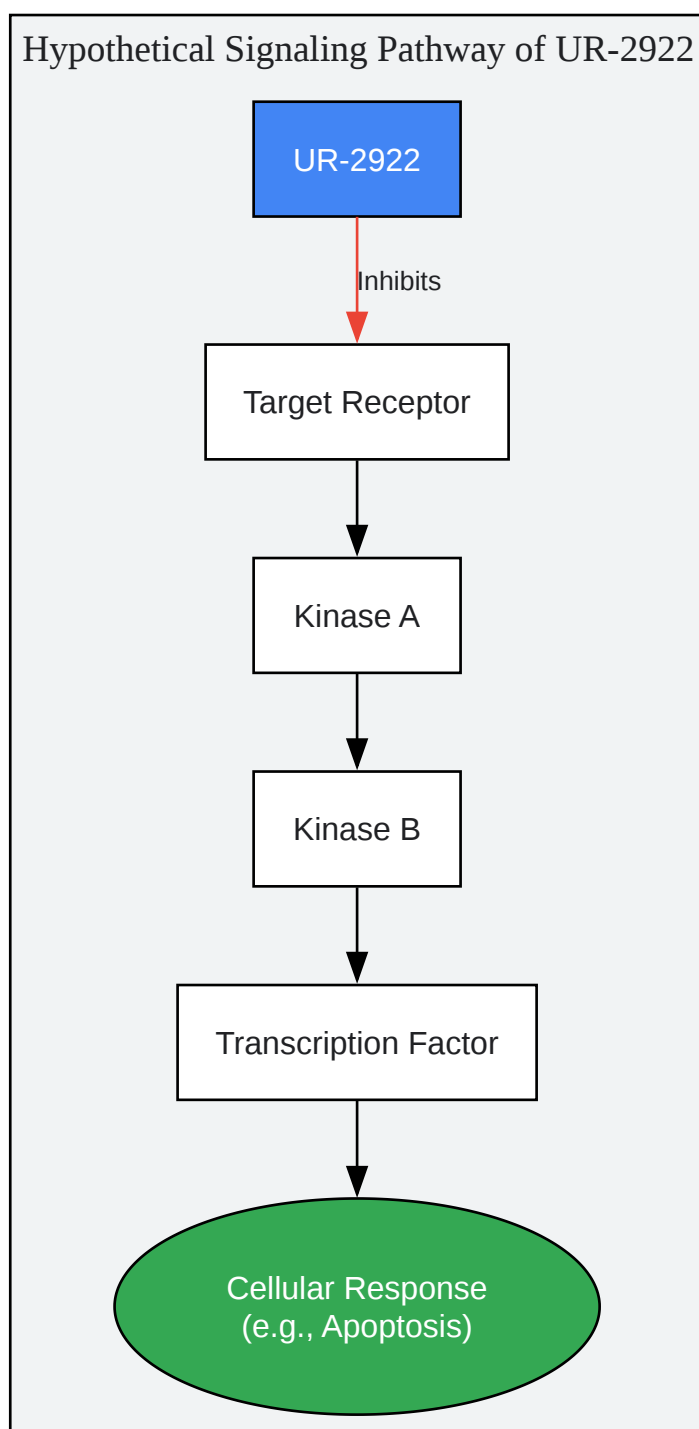 Hypothetical Signaling Pathway of UR-2922
UR-2922
Inhibits
Target Receptor
Kinase A
Kinase B
Transcription Factor
Cellular Response
(e.g., Apoptosis)